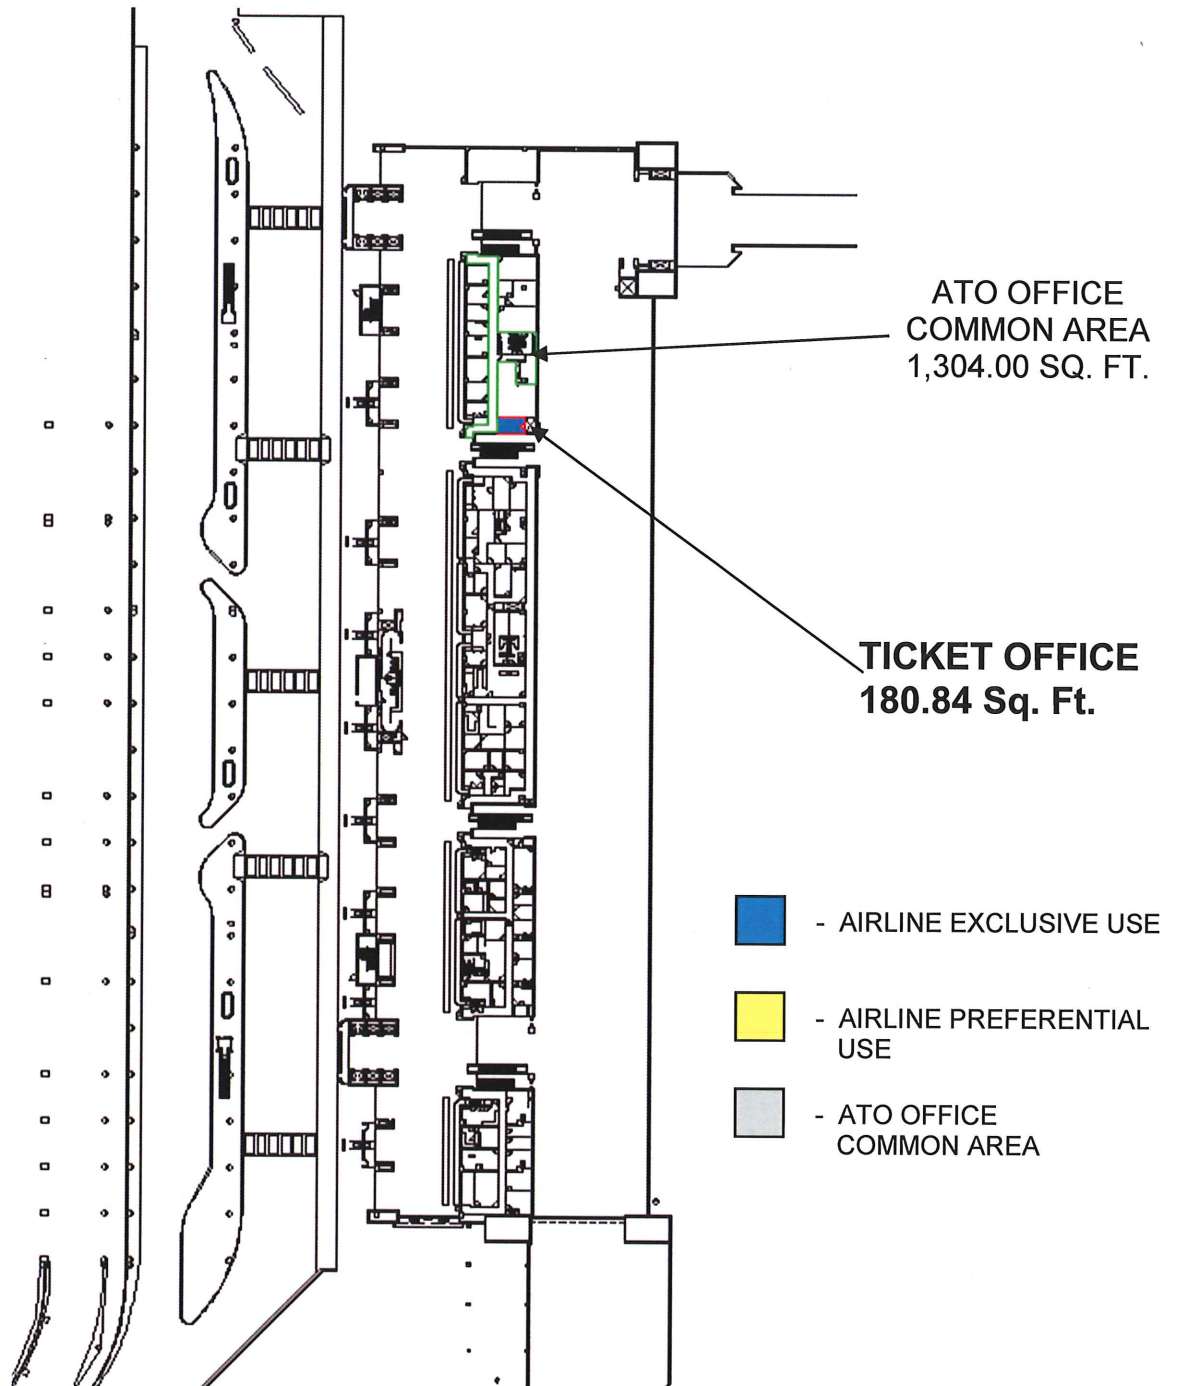 ATO OFFICE
COMMON AREA
1,304.00 SQ. FT.
TICKET OFFICE
180.84 Sq. Ft.
- AIRLINE EXCLUSIVE USE
- AIRLINE PREFERENTIAL
USE
- ATO OFFICE
COMMON AREA